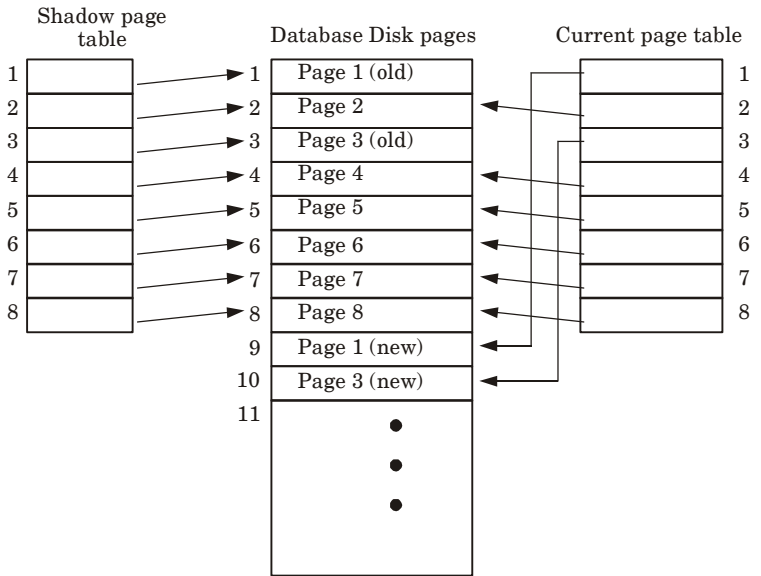 Shadow page
table
Database Disk pages
Current page table
1 1 Page 1 (old) 1
2 2 Page 2 2
3 3 Page 3 (old) 3
4 4 Page 4 4
5 5 Page 5 5
6 6 Page 6 6
7 7 Page 7 7
8 8 Page 8 8
9 Page 1 (new)
10 Page 3 (new)
11